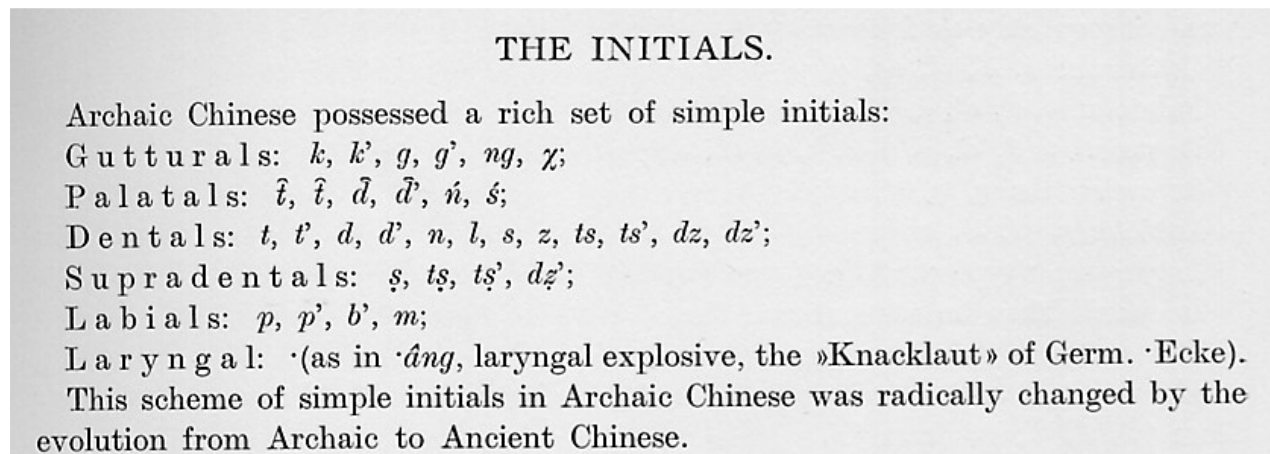 THE INITIALS.
Archaic Chinese possessed a rich set of simple initials:
Gutturals: k, k’, g, g’, ng, χ;
Palatals: t̑, t̑, d̑, d̑’, ń, ś;
Dentals: t, t’, d, d’, n, l, s, z, ts, ts’, dz, dz’;
Supradentals: ṣ, tṣ, tṣ’, dẓ’;
Labials: p, p’, b’, m;
Laryngal: ·(as in ·âng, laryngal explosive, the »Knacklaut» of Germ. ·Ecke).
This scheme of simple initials in Archaic Chinese was radically changed by the
evolution from Archaic to Ancient Chinese.